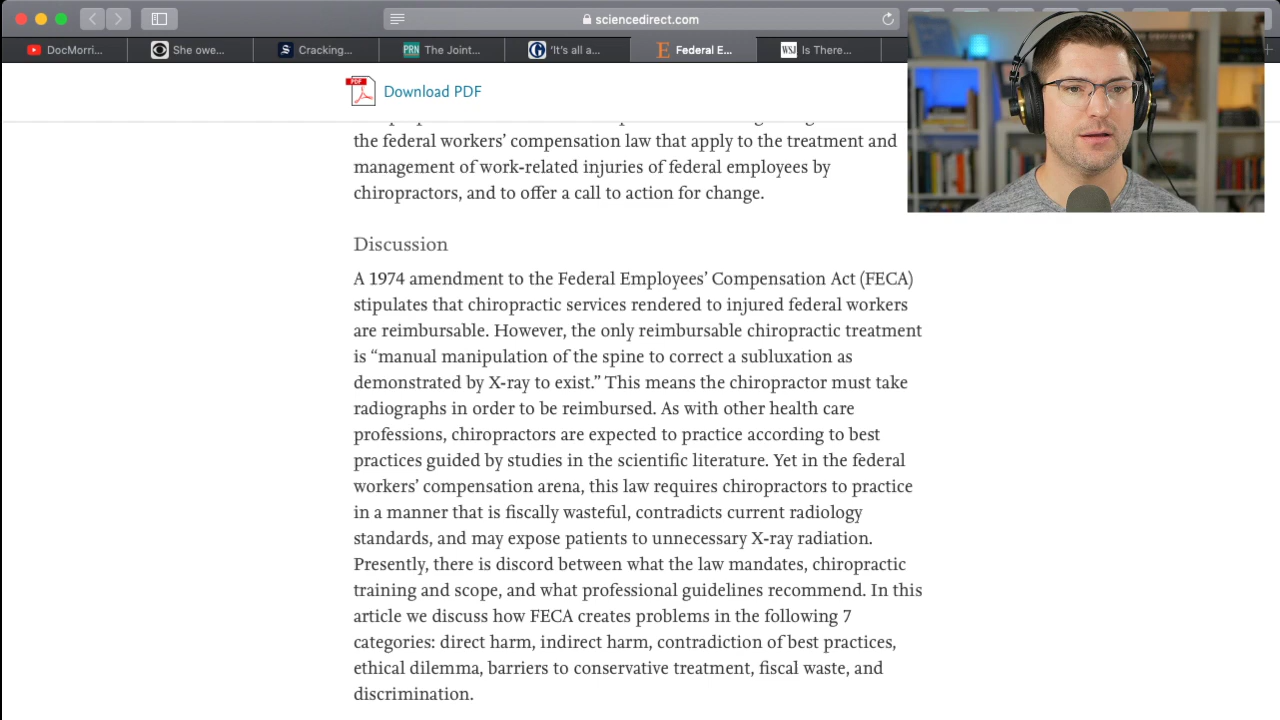 sciencedirect.com
DocMorri...
She owe...
Cracking...
PRN The Joint...
'It's all a...
E Federal E...
WSJ Is There...
PDF Download PDF
the federal workers' compensation law that apply to the treatment and
management of work-related injuries of federal employees by
chiropractors, and to offer a call to action for change.
Discussion
A 1974 amendment to the Federal Employees' Compensation Act (FECA)
stipulates that chiropractic services rendered to injured federal workers
are reimbursable. However, the only reimbursable chiropractic treatment
is “manual manipulation of the spine to correct a subluxation as
demonstrated by X-ray to exist.” This means the chiropractor must take
radiographs in order to be reimbursed. As with other health care
professions, chiropractors are expected to practice according to best
practices guided by studies in the scientific literature. Yet in the federal
workers' compensation arena, this law requires chiropractors to practice
in a manner that is fiscally wasteful, contradicts current radiology
standards, and may expose patients to unnecessary X-ray radiation.
Presently, there is discord between what the law mandates, chiropractic
training and scope, and what professional guidelines recommend. In this
article we discuss how FECA creates problems in the following 7
categories: direct harm, indirect harm, contradiction of best practices,
ethical dilemma, barriers to conservative treatment, fiscal waste, and
discrimination.